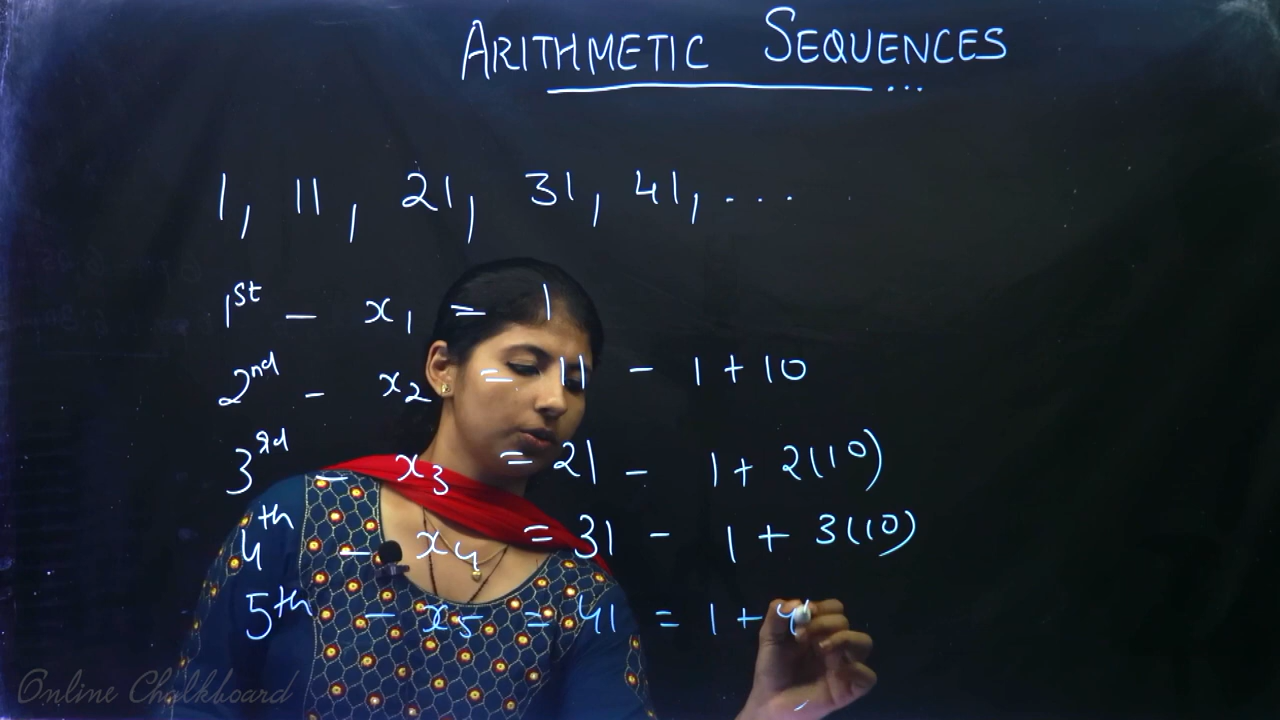 ARITHMETIC SEQUENCES ...
1, 11, 21, 31, 41, ...
1st - x1 = 1
2nd - x2 = 11 - 1 + 10
3rd - x3 = 21 - 1 + 2(10)
4th - x4 = 31 - 1 + 3(10)
5th - x5 = 41 = 1 + 4
Online Chalkboard